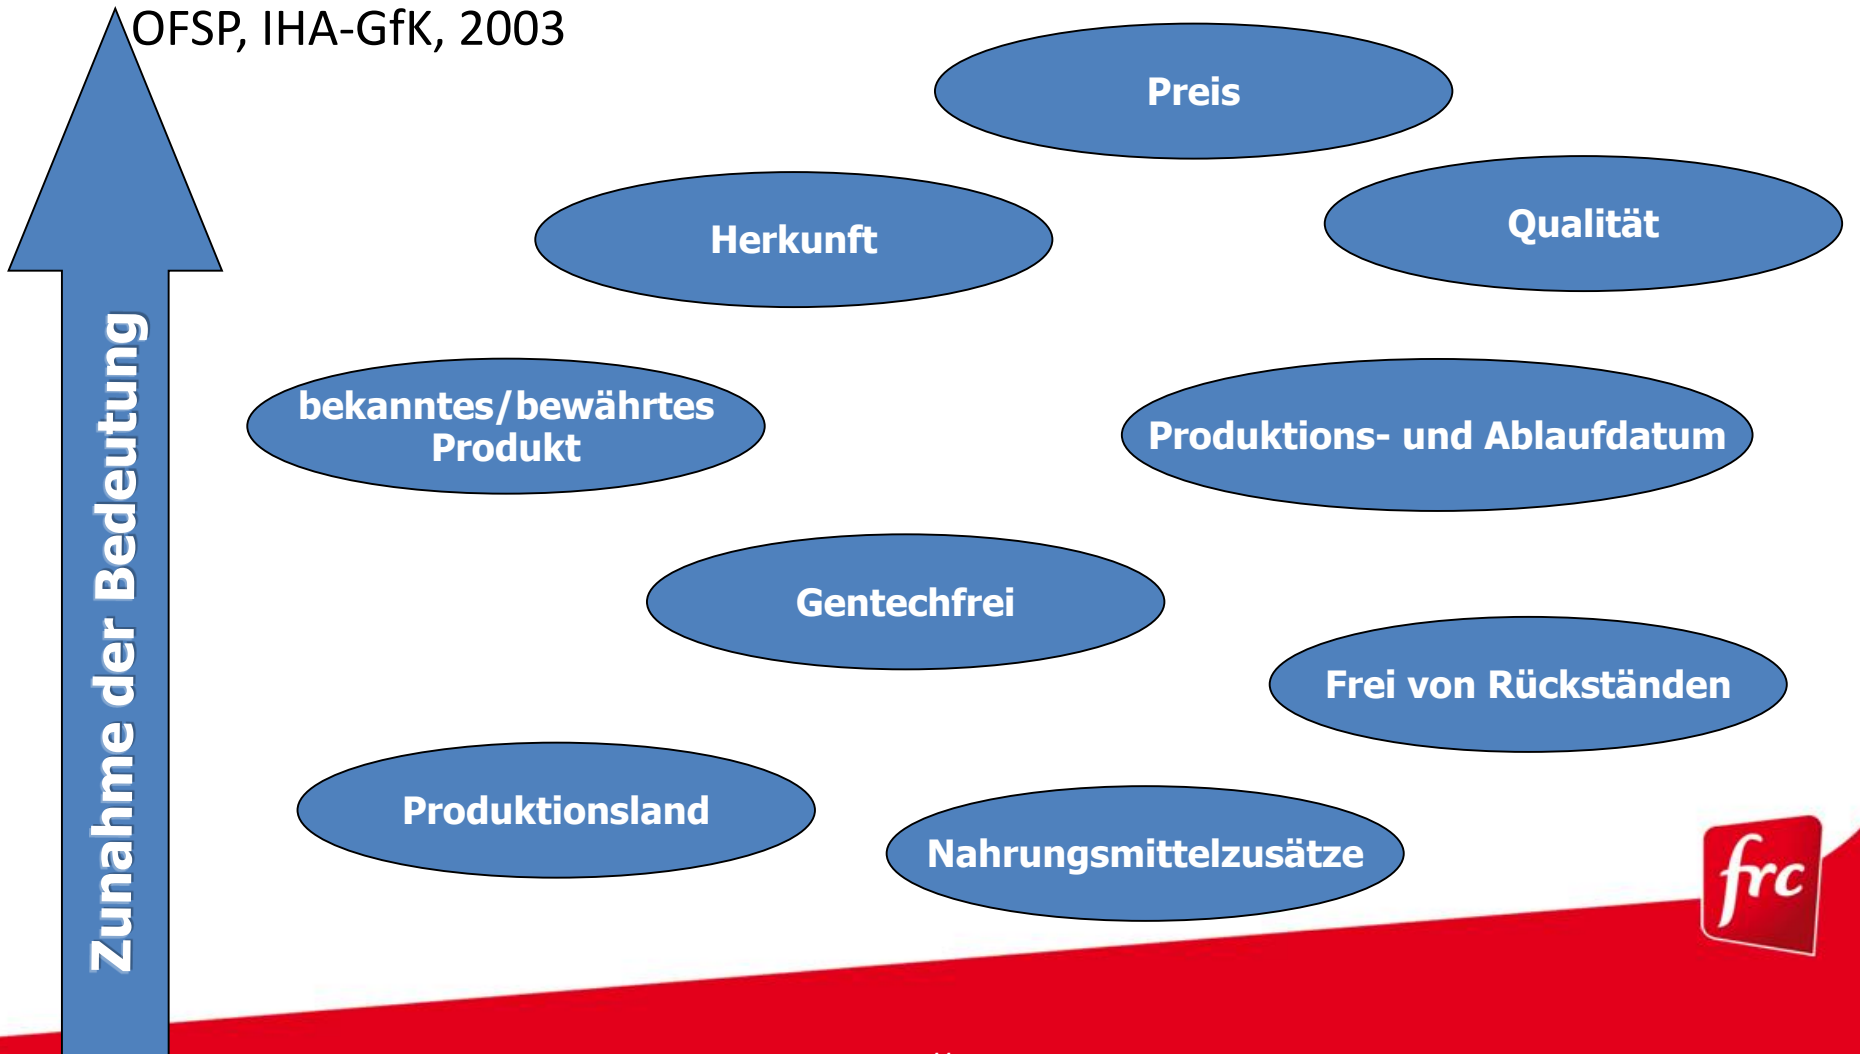 OFSP, IHA-GfK, 2003
Preis
Qualität
Herkunft
bekanntes/bewährtes
Produkt
Produktions- und Ablaufdatum
Gentechfrei
Frei von Rückständen
Produktionsland
Nahrungsmittelzusätze
Zunahme der Bedeutung
frc